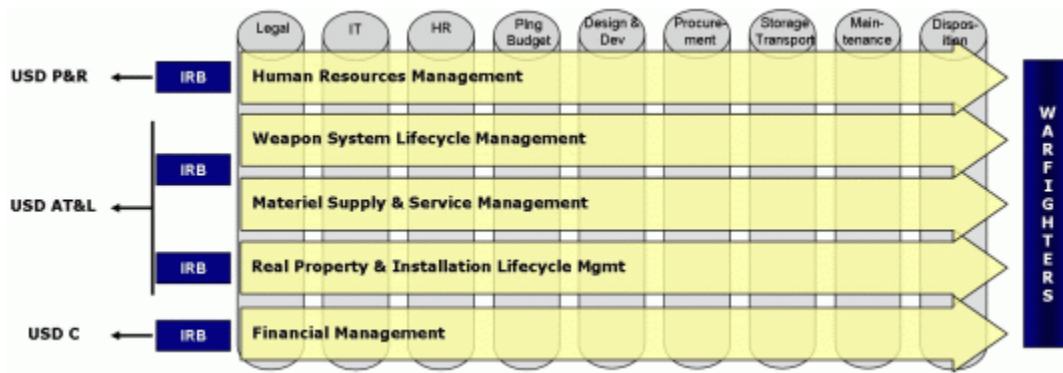 Legal
IT
HR
Plng
Budget
Design &
Dev
Procure-
ment
Storage
Transport
Main-
tenance
Dispos-
ition
USD P&R
IRB
Human Resources Management
Weapon System Lifecycle Management
IRB
USD AT&L
Materiel Supply & Service Management
IRB
Real Property & Installation Lifecycle Mgmt
USD C
IRB
Financial Management
WARFIGHTERS